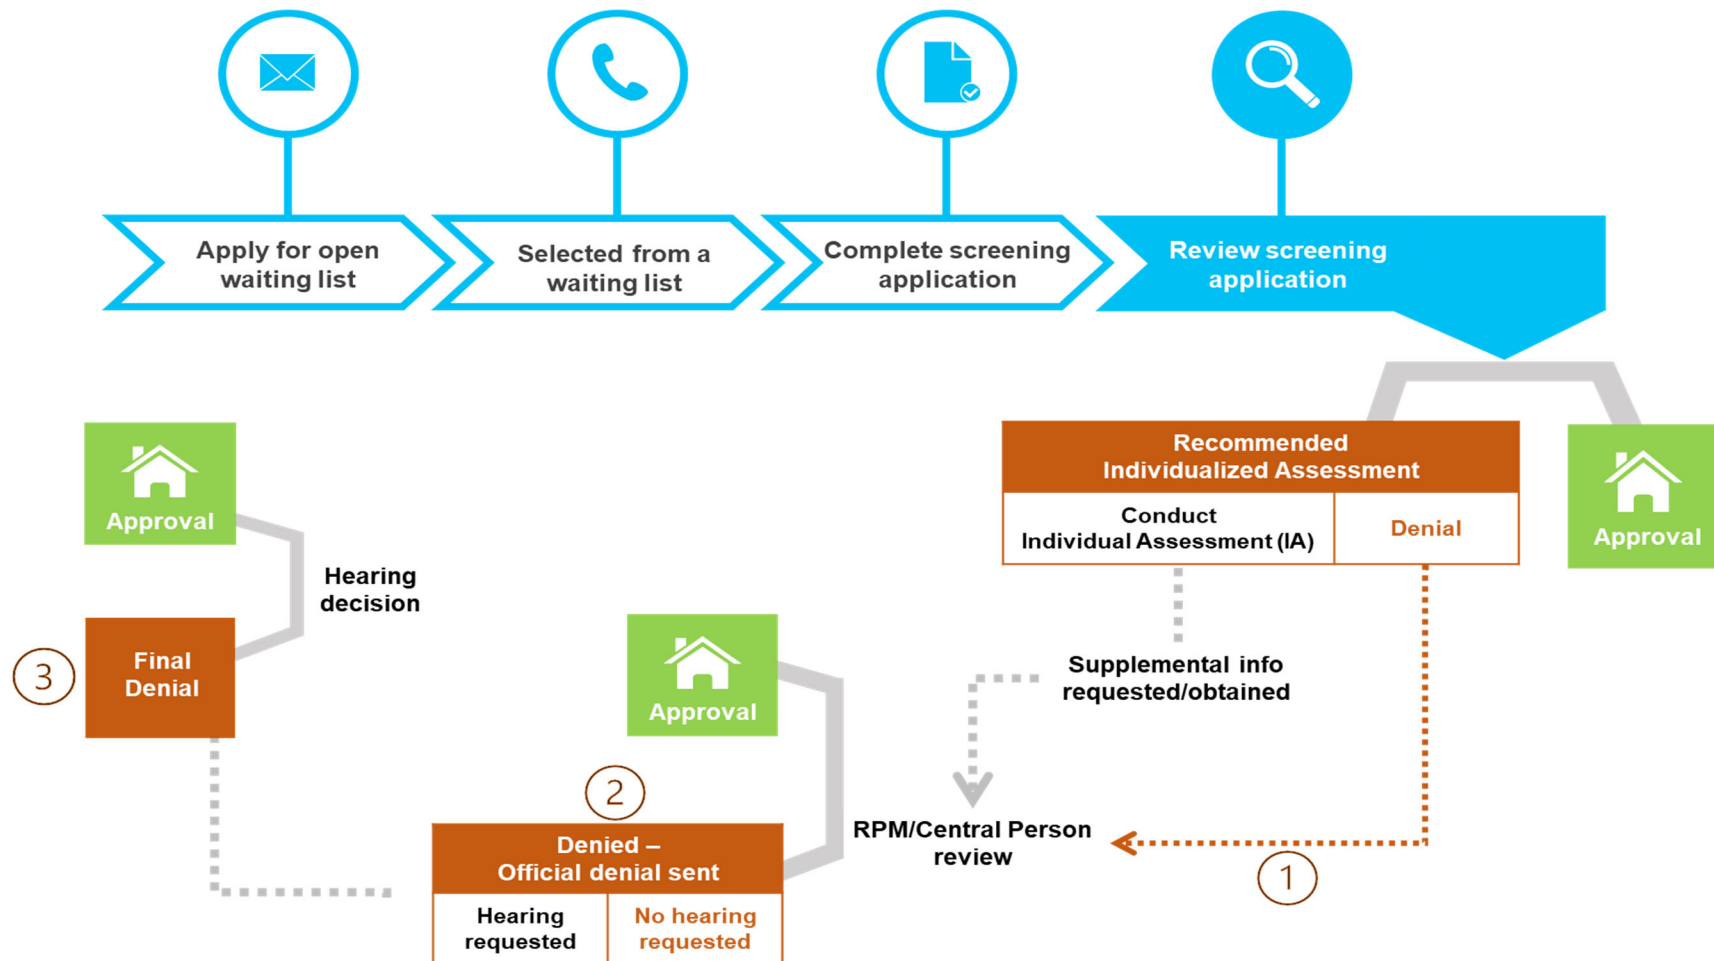 Apply for open
waiting list
Selected from a
waiting list
Complete screening
application
Review screening
application
Recommended
Individualized Assessment
Conduct
Individual Assessment (IA)
Denial
Approval
Supplemental info
requested/obtained
1
RPM/Central Person
review
Approval
2
Denied –
Official denial sent
Hearing
requested
No hearing
requested
Approval
Hearing
decision
3
Final
Denial